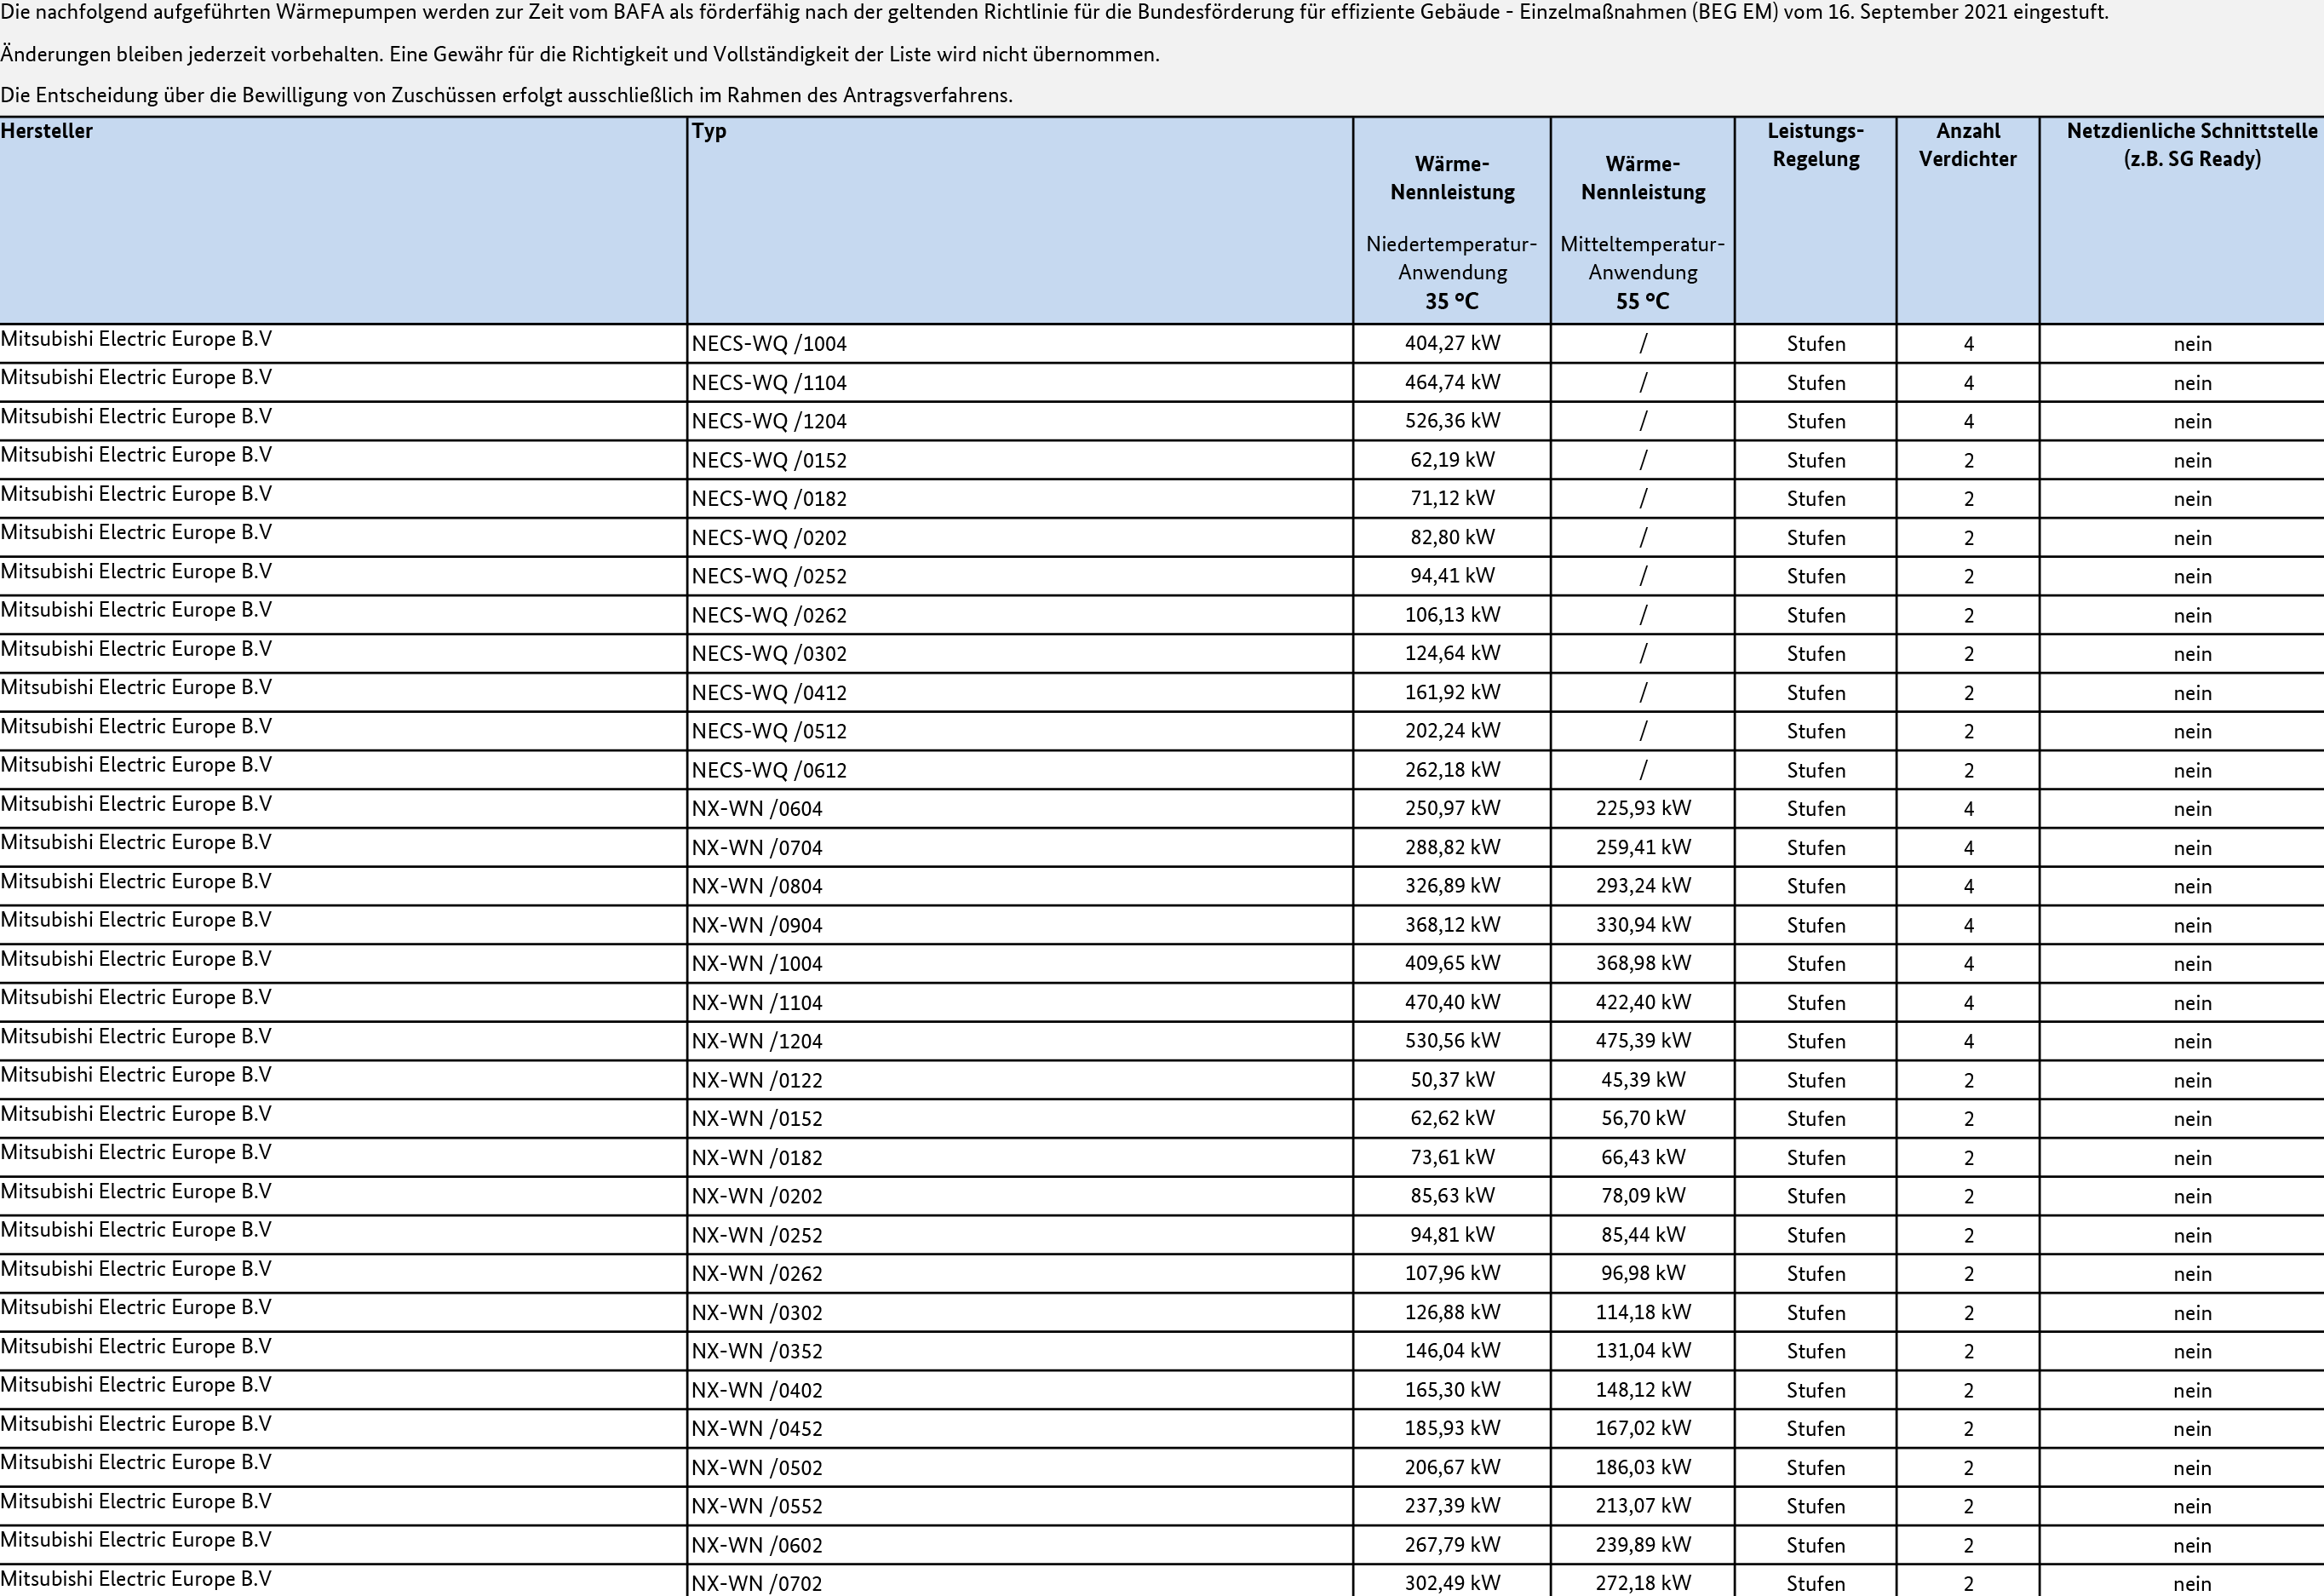 Die nachfolgend aufgeführten Wärmepumpen werden zur Zeit vom BAFA als förderfähig nach der geltenden Richtlinie für die Bundesförderung für effiziente Gebäude - Einzelmaßnahmen (BEG EM) vom 16. September 2021 eingestuft.
Änderungen bleiben jederzeit vorbehalten. Eine Gewähr für die Richtigkeit und Vollständigkeit der Liste wird nicht übernommen.
Die Entscheidung über die Bewilligung von Zuschüssen erfolgt ausschließlich im Rahmen des Antragsverfahrens.
Hersteller
Typ
Wärme-
Nennleistung
Niedertemperatur-
Anwendung
35 °C
Wärme-
Nennleistung
Mitteltemperatur-
Anwendung
55 °C
Leistungs-
Regelung
Anzahl
Verdichter
Netzdienliche Schnittstelle
(z.B. SG Ready)
Mitsubishi Electric Europe B.V NECS-WQ /1004 404,27 kW / Stufen 4 nein
Mitsubishi Electric Europe B.V NECS-WQ /1104 464,74 kW / Stufen 4 nein
Mitsubishi Electric Europe B.V NECS-WQ /1204 526,36 kW / Stufen 4 nein
Mitsubishi Electric Europe B.V NECS-WQ /0152 62,19 kW / Stufen 2 nein
Mitsubishi Electric Europe B.V NECS-WQ /0182 71,12 kW / Stufen 2 nein
Mitsubishi Electric Europe B.V NECS-WQ /0202 82,80 kW / Stufen 2 nein
Mitsubishi Electric Europe B.V NECS-WQ /0252 94,41 kW / Stufen 2 nein
Mitsubishi Electric Europe B.V NECS-WQ /0262 106,13 kW / Stufen 2 nein
Mitsubishi Electric Europe B.V NECS-WQ /0302 124,64 kW / Stufen 2 nein
Mitsubishi Electric Europe B.V NECS-WQ /0412 161,92 kW / Stufen 2 nein
Mitsubishi Electric Europe B.V NECS-WQ /0512 202,24 kW / Stufen 2 nein
Mitsubishi Electric Europe B.V NECS-WQ /0612 262,18 kW / Stufen 2 nein
Mitsubishi Electric Europe B.V NX-WN /0604 250,97 kW 225,93 kW Stufen 4 nein
Mitsubishi Electric Europe B.V NX-WN /0704 288,82 kW 259,41 kW Stufen 4 nein
Mitsubishi Electric Europe B.V NX-WN /0804 326,89 kW 293,24 kW Stufen 4 nein
Mitsubishi Electric Europe B.V NX-WN /0904 368,12 kW 330,94 kW Stufen 4 nein
Mitsubishi Electric Europe B.V NX-WN /1004 409,65 kW 368,98 kW Stufen 4 nein
Mitsubishi Electric Europe B.V NX-WN /1104 470,40 kW 422,40 kW Stufen 4 nein
Mitsubishi Electric Europe B.V NX-WN /1204 530,56 kW 475,39 kW Stufen 4 nein
Mitsubishi Electric Europe B.V NX-WN /0122 50,37 kW 45,39 kW Stufen 2 nein
Mitsubishi Electric Europe B.V NX-WN /0152 62,62 kW 56,70 kW Stufen 2 nein
Mitsubishi Electric Europe B.V NX-WN /0182 73,61 kW 66,43 kW Stufen 2 nein
Mitsubishi Electric Europe B.V NX-WN /0202 85,63 kW 78,09 kW Stufen 2 nein
Mitsubishi Electric Europe B.V NX-WN /0252 94,81 kW 85,44 kW Stufen 2 nein
Mitsubishi Electric Europe B.V NX-WN /0262 107,96 kW 96,98 kW Stufen 2 nein
Mitsubishi Electric Europe B.V NX-WN /0302 126,88 kW 114,18 kW Stufen 2 nein
Mitsubishi Electric Europe B.V NX-WN /0352 146,04 kW 131,04 kW Stufen 2 nein
Mitsubishi Electric Europe B.V NX-WN /0402 165,30 kW 148,12 kW Stufen 2 nein
Mitsubishi Electric Europe B.V NX-WN /0452 185,93 kW 167,02 kW Stufen 2 nein
Mitsubishi Electric Europe B.V NX-WN /0502 206,67 kW 186,03 kW Stufen 2 nein
Mitsubishi Electric Europe B.V NX-WN /0552 237,39 kW 213,07 kW Stufen 2 nein
Mitsubishi Electric Europe B.V NX-WN /0602 267,79 kW 239,89 kW Stufen 2 nein
Mitsubishi Electric Europe B.V NX-WN /0702 302,49 kW 272,18 kW Stufen 2 nein